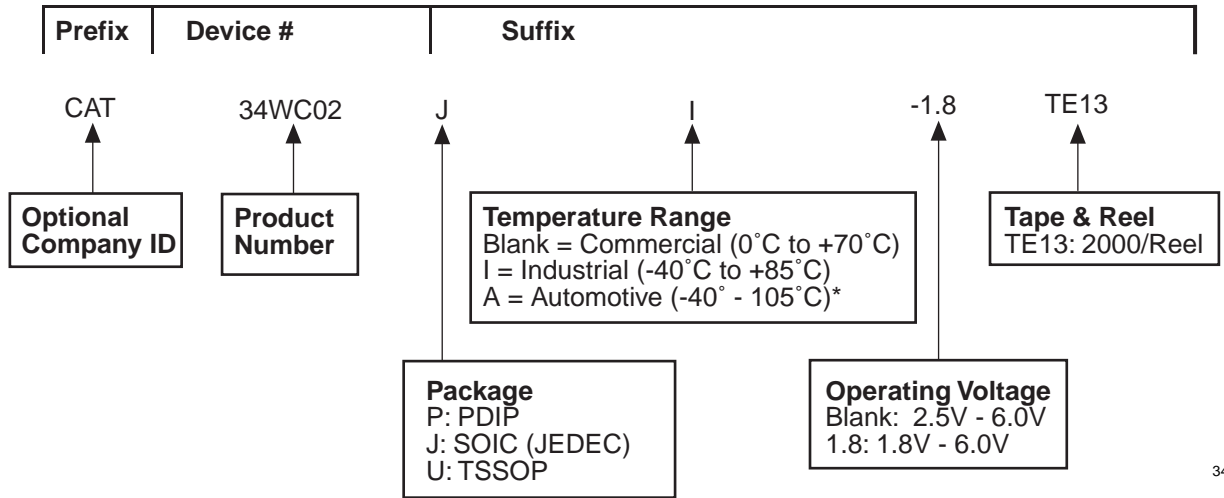 Prefix Device # Suffix
CAT 34WC02 J I -1.8 TE13
Optional
Company ID
Product
Number
Temperature Range
Blank = Commercial (0˚C to +70˚C)
I = Industrial (-40˚C to +85˚C)
A = Automotive (-40˚ - 105˚C)*
Tape & Reel
TE13: 2000/Reel
Package
P: PDIP
J: SOIC (JEDEC)
U: TSSOP
Operating Voltage
Blank: 2.5V - 6.0V
1.8: 1.8V - 6.0V
34